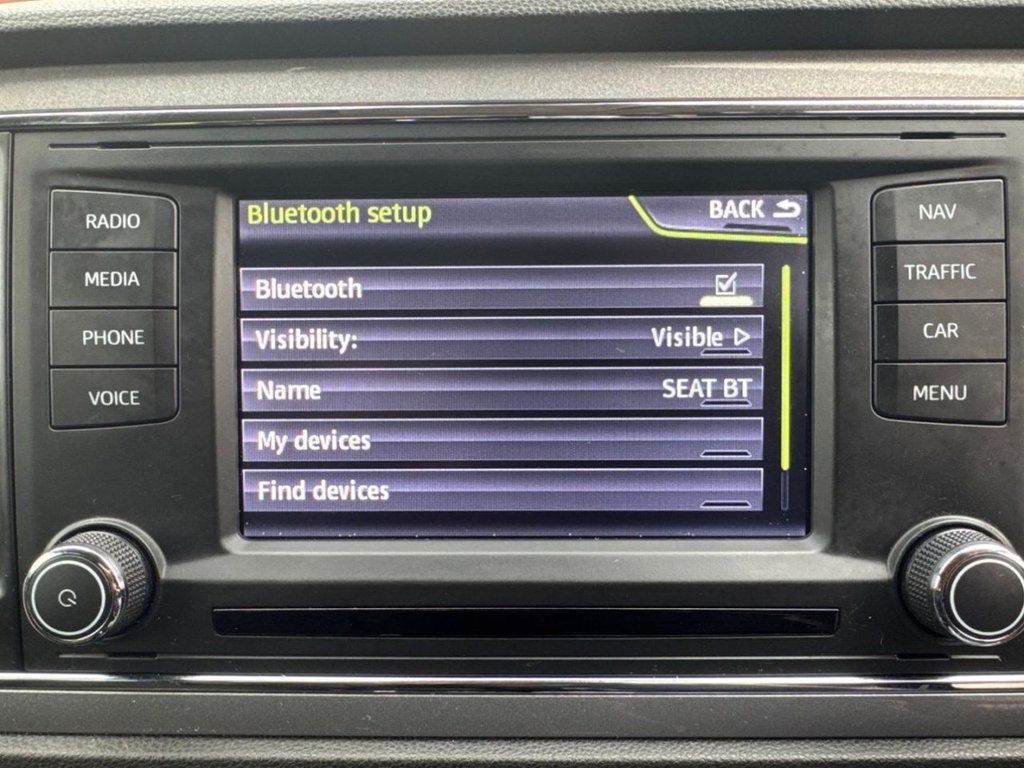 RADIO
MEDIA
PHONE
VOICE
Bluetooth setup
BACK
Bluetooth
Visibility: Visible
Name SEAT BT
My devices
Find devices
NAV
TRAFFIC
CAR
MENU